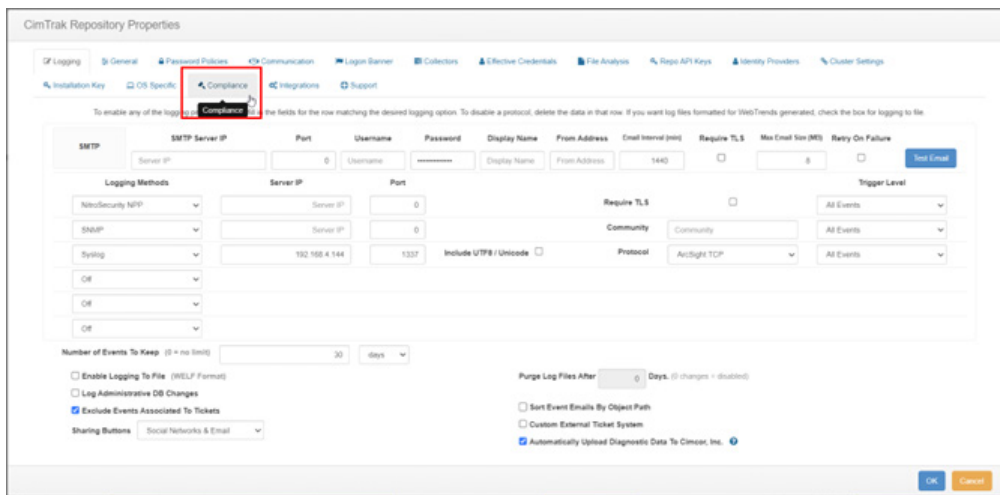 CimTrak Repository Properties
Logging General Password Policies Communication Logon Banner Collectors Effective Credentials File Analysis Repo API Keys Identity Providers Cluster Settings
Installation Key OS Specific Compliance Integrations Support
Compliance
To enable any of the logging in the fields for the row matching the desired logging option. To disable a protocol, delete the data in that row. If you want log files formatted for WebTrends generated, check the box for logging to file.
SMTP SMTP Server IP Port Username Password Display Name From Address Email Interval (min) Require TLS Max Email Size (MB) Retry On Failure
Server IP 0 Username Display Name From Address 1440 8 Test Email
Logging Methods Server IP Port Trigger Level
NitroSecurity NPP Server IP 0 Require TLS All Events
SNMP Server IP 0 Community Community All Events
Syslog 192.168.4.144 1337 Include UTF8 / Unicode Protocol ArcSight TCP All Events
Off
Off
Off
Number of Events To Keep (0 = no limit) 30 days
Enable Logging To File (WELF Format) Purge Log Files After 0 Days. (0 changes = disabled)
Log Administrative DB Changes
Exclude Events Associated To Tickets Sort Event Emails By Object Path
Sharing Buttons Social Networks & Email Custom External Ticket System
Automatically Upload Diagnostic Data To Cimcor, Inc.
OK Cancel